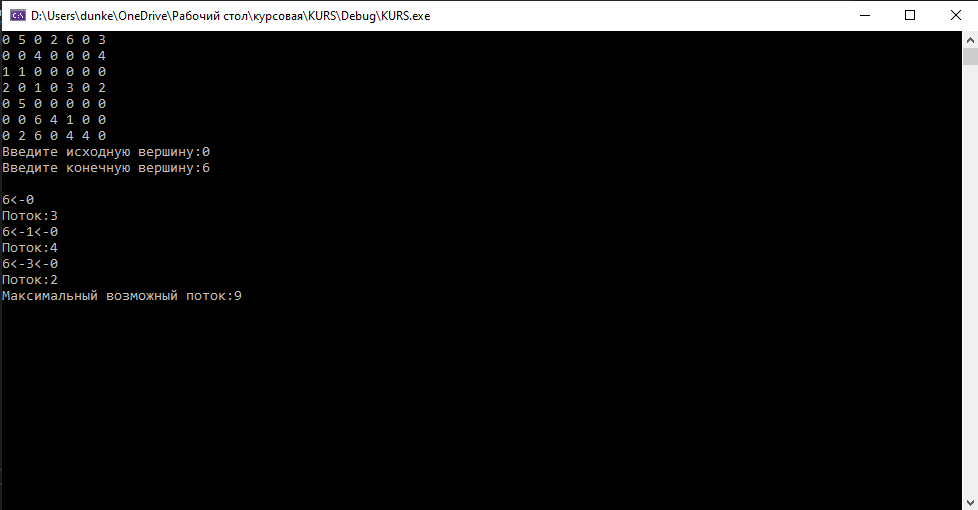 D:\Users\dunke\OneDrive\Рабочий стол\курсовая\KURS\Debug\KURS.exe
0 5 0 2 6 0 3
0 0 4 0 0 0 4
1 1 0 0 0 0 0
2 0 1 0 3 0 2
0 5 0 0 0 0 0
0 0 6 4 1 0 0
0 2 6 0 4 4 0
Введите исходную вершину:0
Введите конечную вершину:6
6<-0
Поток:3
6<-1<-0
Поток:4
6<-3<-0
Поток:2
Максимальный возможный поток:9